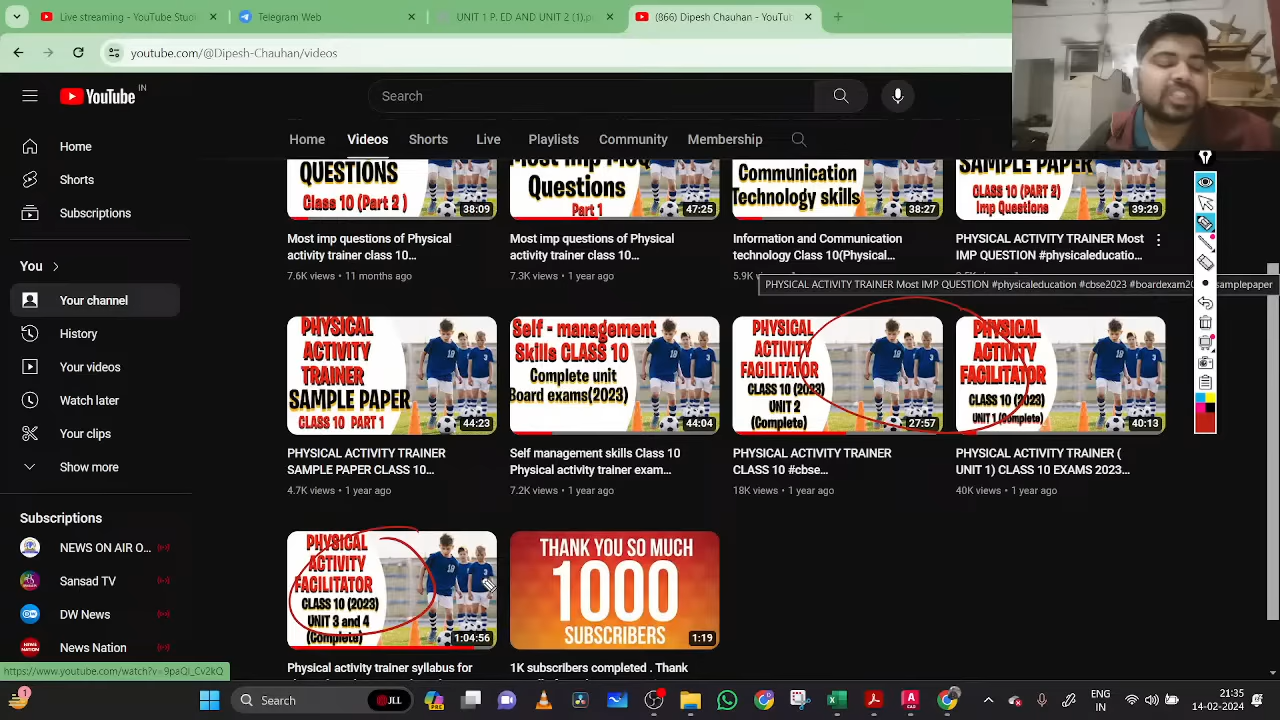 Live streaming - YouTube Studi
Telegram Web
UNIT 1 P. ED AND UNIT 2 (1).p
(866) Dipesh-Chauhan - YouTub
youtube.com/@Dipesh-Chauhan/videos
YouTube IN
Search
Home
Shorts
Subscriptions
You
Your channel
History
Your videos
Watch later
Your clips
Show more
Subscriptions
NEWS ON AIR O...
Sansad TV
DW News
News Nation
https://www.youtube.com/watch?v=9paQI_Cv2kQ
Home Videos Shorts Live Playlists Community Membership
QUESTIONS
Class 10 (Part 2 )
38:09
Most imp questions of Physical
activity trainer class 10...
7.6K views • 11 months ago
Most imp MCQ
Questions
Part 1
47:25
Most imp questions of Physical
activity trainer class 10...
7.3K views • 1 year ago
Communication
Technology skills
38:27
Information and Communication
technology Class 10(Physical...
SAMPLE PAPER
CLASS 10 (PART 2)
Imp Questions
39:29
PHYSICAL ACTIVITY TRAINER Most
IMP QUESTION #physicaleducatio...
PHYSICAL ACTIVITY TRAINER Most IMP QUESTION #physicaleducation #cbse2023
PHYSICAL
ACTIVITY
TRAINER
SAMPLE PAPER
CLASS 10 PART 1
44:23
PHYSICAL ACTIVITY TRAINER
SAMPLE PAPER CLASS 10...
4.7K views • 1 year ago
Self - management
Skills CLASS 10
Complete unit
Board exams(2023)
44:04
Self management skills Class 10
Physical activity trainer exam...
7.2K views • 1 year ago
PHYSICAL
ACTIVITY
FACILITATOR
CLASS 10 (2023)
UNIT 2
(Complete)
27:57
PHYSICAL ACTIVITY TRAINER
CLASS 10 #cbse...
18K views • 1 year ago
PHYSICAL
ACTIVITY
FACILITATOR
CLASS 10 (2023)
UNIT 1 (Complete)
40:13
PHYSICAL ACTIVITY TRAINER (
UNIT 1) CLASS 10 EXAMS 2023...
40K views • 1 year ago
PHYSICAL
ACTIVITY
FACILITATOR
CLASS 10 (2023)
UNIT 3 and 4
(Complete)
1:04:56
Physical activity trainer syllabus for
THANK YOU SO MUCH
1000
SUBSCRIBERS
1:19
1K subscribers completed . Thank
Search
ENG
IN
21:35
14-02-2024